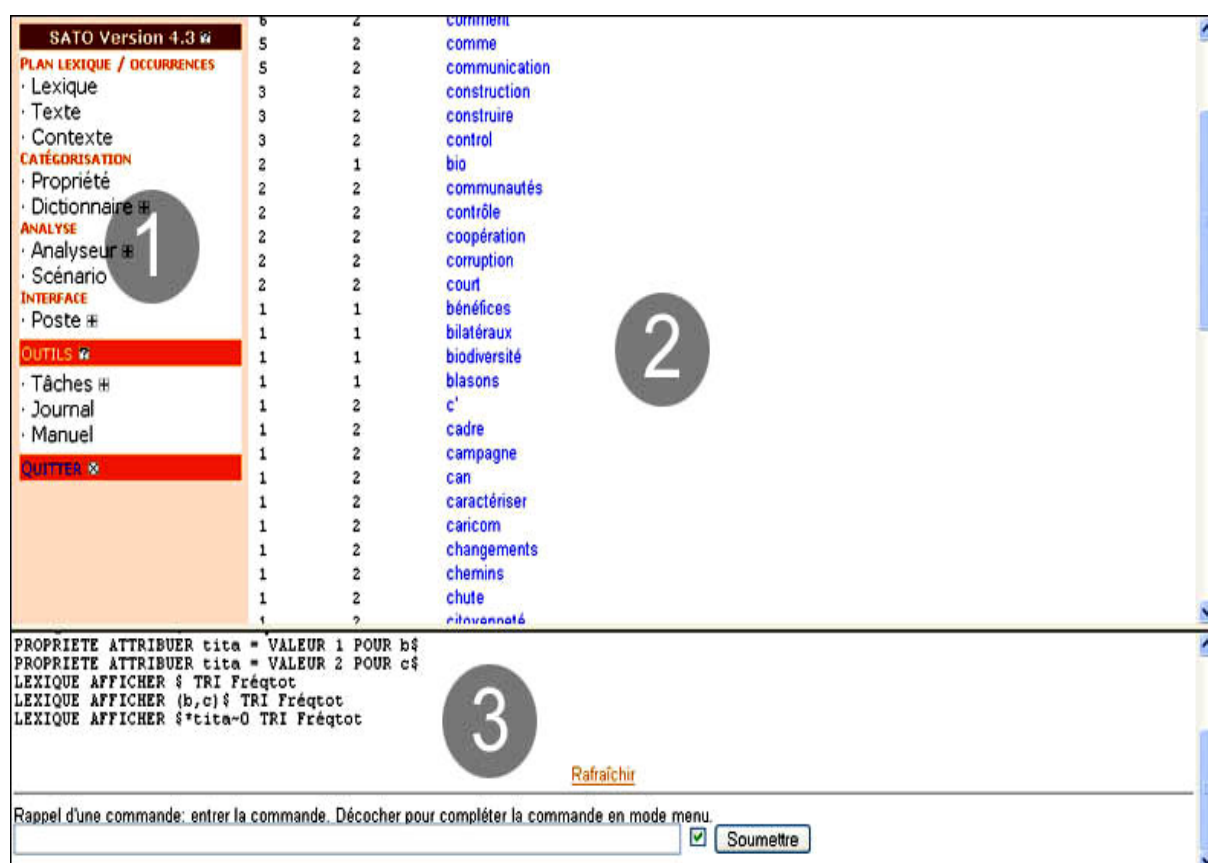 SATO Version 4.3
PLAN LEXIQUE / OCCURRENCES
· Lexique
· Texte
· Contexte
CATÉGORISATION
· Propriété
· Dictionnaire
ANALYSE
· Analyseur
· Scénario
INTERFACE
· Poste
OUTILS
· Tâches
· Journal
· Manuel
QUITTER
1
6 2 comment
5 2 comme
5 2 communication
3 2 construction
3 2 construire
3 2 control
2 1 bio
2 2 communautés
2 2 contrôle
2 2 coopération
2 2 corruption
2 2 court
1 1 bénéfices
1 1 bilatéraux
1 1 biodiversité
1 1 blasons
1 2 c'
1 2 cadre
1 2 campagne
1 2 can
1 2 caractériser
1 2 caricom
1 2 changements
1 2 chemins
1 2 chute
1 2 citoyenneté
2
PROPRIETE ATTRIBUER tita = VALEUR 1 POUR b$
PROPRIETE ATTRIBUER tita = VALEUR 2 POUR c$
LEXIQUE AFFICHER $ TRI Fréqtot
LEXIQUE AFFICHER (b,c)$ TRI Fréqtot
LEXIQUE AFFICHER $*tita~0 TRI Fréqtot
3
Rafraîchir
Rappel d'une commande: entrer la commande. Décocher pour compléter la commande en mode menu.
Soumettre